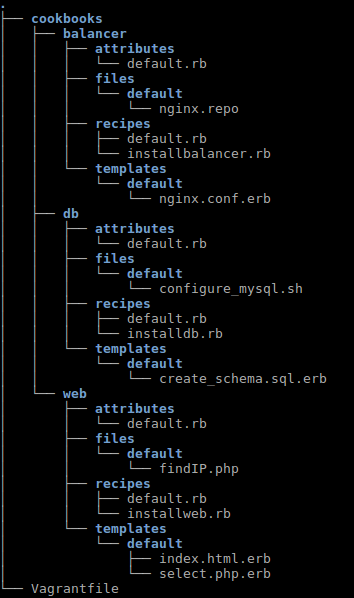 .
├── cookbooks
│   ├── balancer
│   │   ├── attributes
│   │   │   └── default.rb
│   │   ├── files
│   │   │   └── default
│   │   │       └── nginx.repo
│   │   ├── recipes
│   │   │   ├── default.rb
│   │   │   └── installbalancer.rb
│   │   └── templates
│   │       └── default
│   │           └── nginx.conf.erb
│   ├── db
│   │   ├── attributes
│   │   │   └── default.rb
│   │   ├── files
│   │   │   └── default
│   │   │       └── configure_mysql.sh
│   │   ├── recipes
│   │   │   ├── default.rb
│   │   │   └── installdb.rb
│   │   └── templates
│   │       └── default
│   │           └── create_schema.sql.erb
│   └── web
│       ├── attributes
│       │   └── default.rb
│       ├── files
│       │   └── default
│       │       └── findIP.php
│       ├── recipes
│       │   ├── default.rb
│       │   └── installweb.rb
│       └── templates
│           └── default
│               ├── index.html.erb
│               └── select.php.erb
└── Vagrantfile